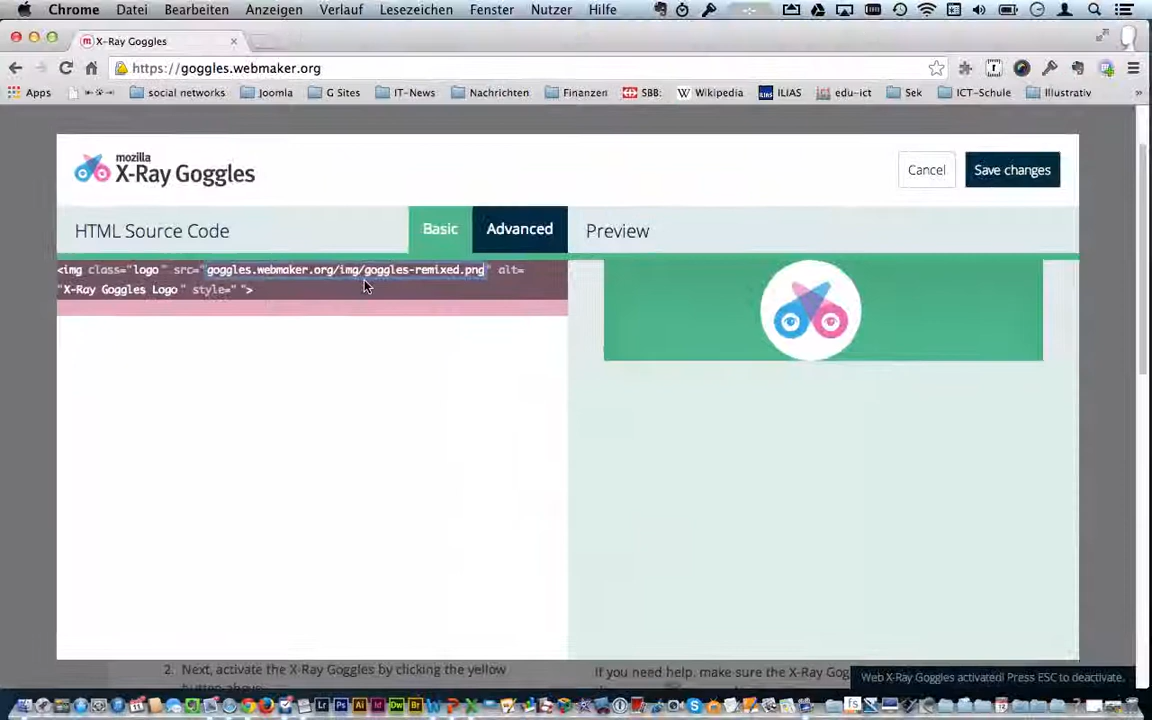 Chrome Datei Bearbeiten Anzeigen Verlauf Lesezeichen Fenster Nutzer Hilfe
X-Ray Goggles
https://goggles.webmaker.org
Apps social networks Joomla G Sites IT-News Nachrichten Finanzen SBB: Wikipedia ILIAS edu-ict Sek ICT-Schule Illustrativ »
mozilla
X-Ray Goggles
Cancel Save changes
HTML Source Code Basic Advanced Preview
<img class="logo " src="goggles.webmaker.org/img/goggles-remixed.png" alt=
"X-Ray Goggles Logo " style=" ">
2. Next, activate the X-Ray Goggles by clicking the yellow
If you need help, make sure the X-Ray Gog
Web X-Ray Goggles activated! Press ESC to deactivate.